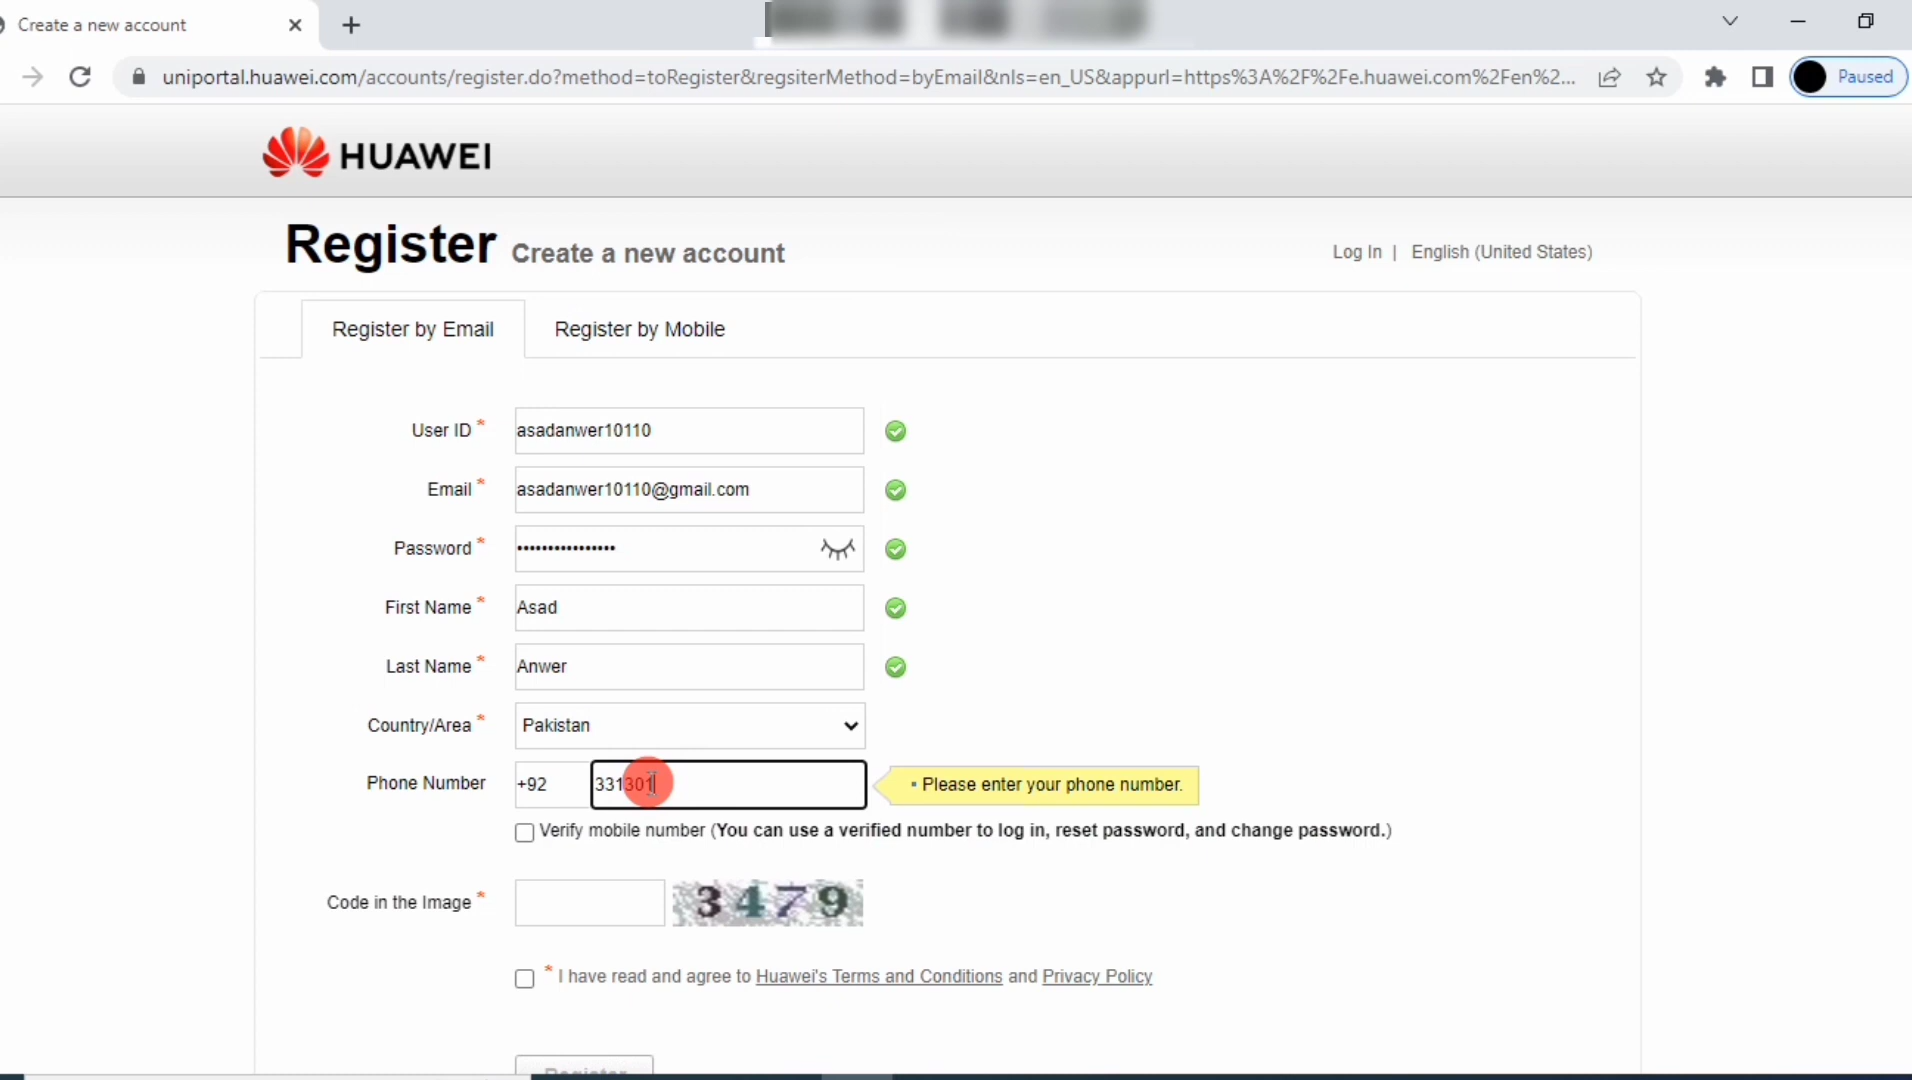 Create a new account
uniportal.huawei.com/accounts/register.do?method=toRegister&regsiterMethod=byEmail&nls=en_US&appurl=https%3A%2F%2Fe.huawei.com%2Fen%2...
Paused
HUAWEI
Register Create a new account
Log In | English (United States)
Register by Email
Register by Mobile
User ID * asadanwer10110
Email * asadanwer10110@gmail.com
Password * ••••••••••••••••
First Name * Asad
Last Name * Anwer
Country/Area * Pakistan
Phone Number +92 331301 • Please enter your phone number.
Verify mobile number (You can use a verified number to log in, reset password, and change password.)
Code in the Image * 3479
* I have read and agree to Huawei's Terms and Conditions and Privacy Policy
Register